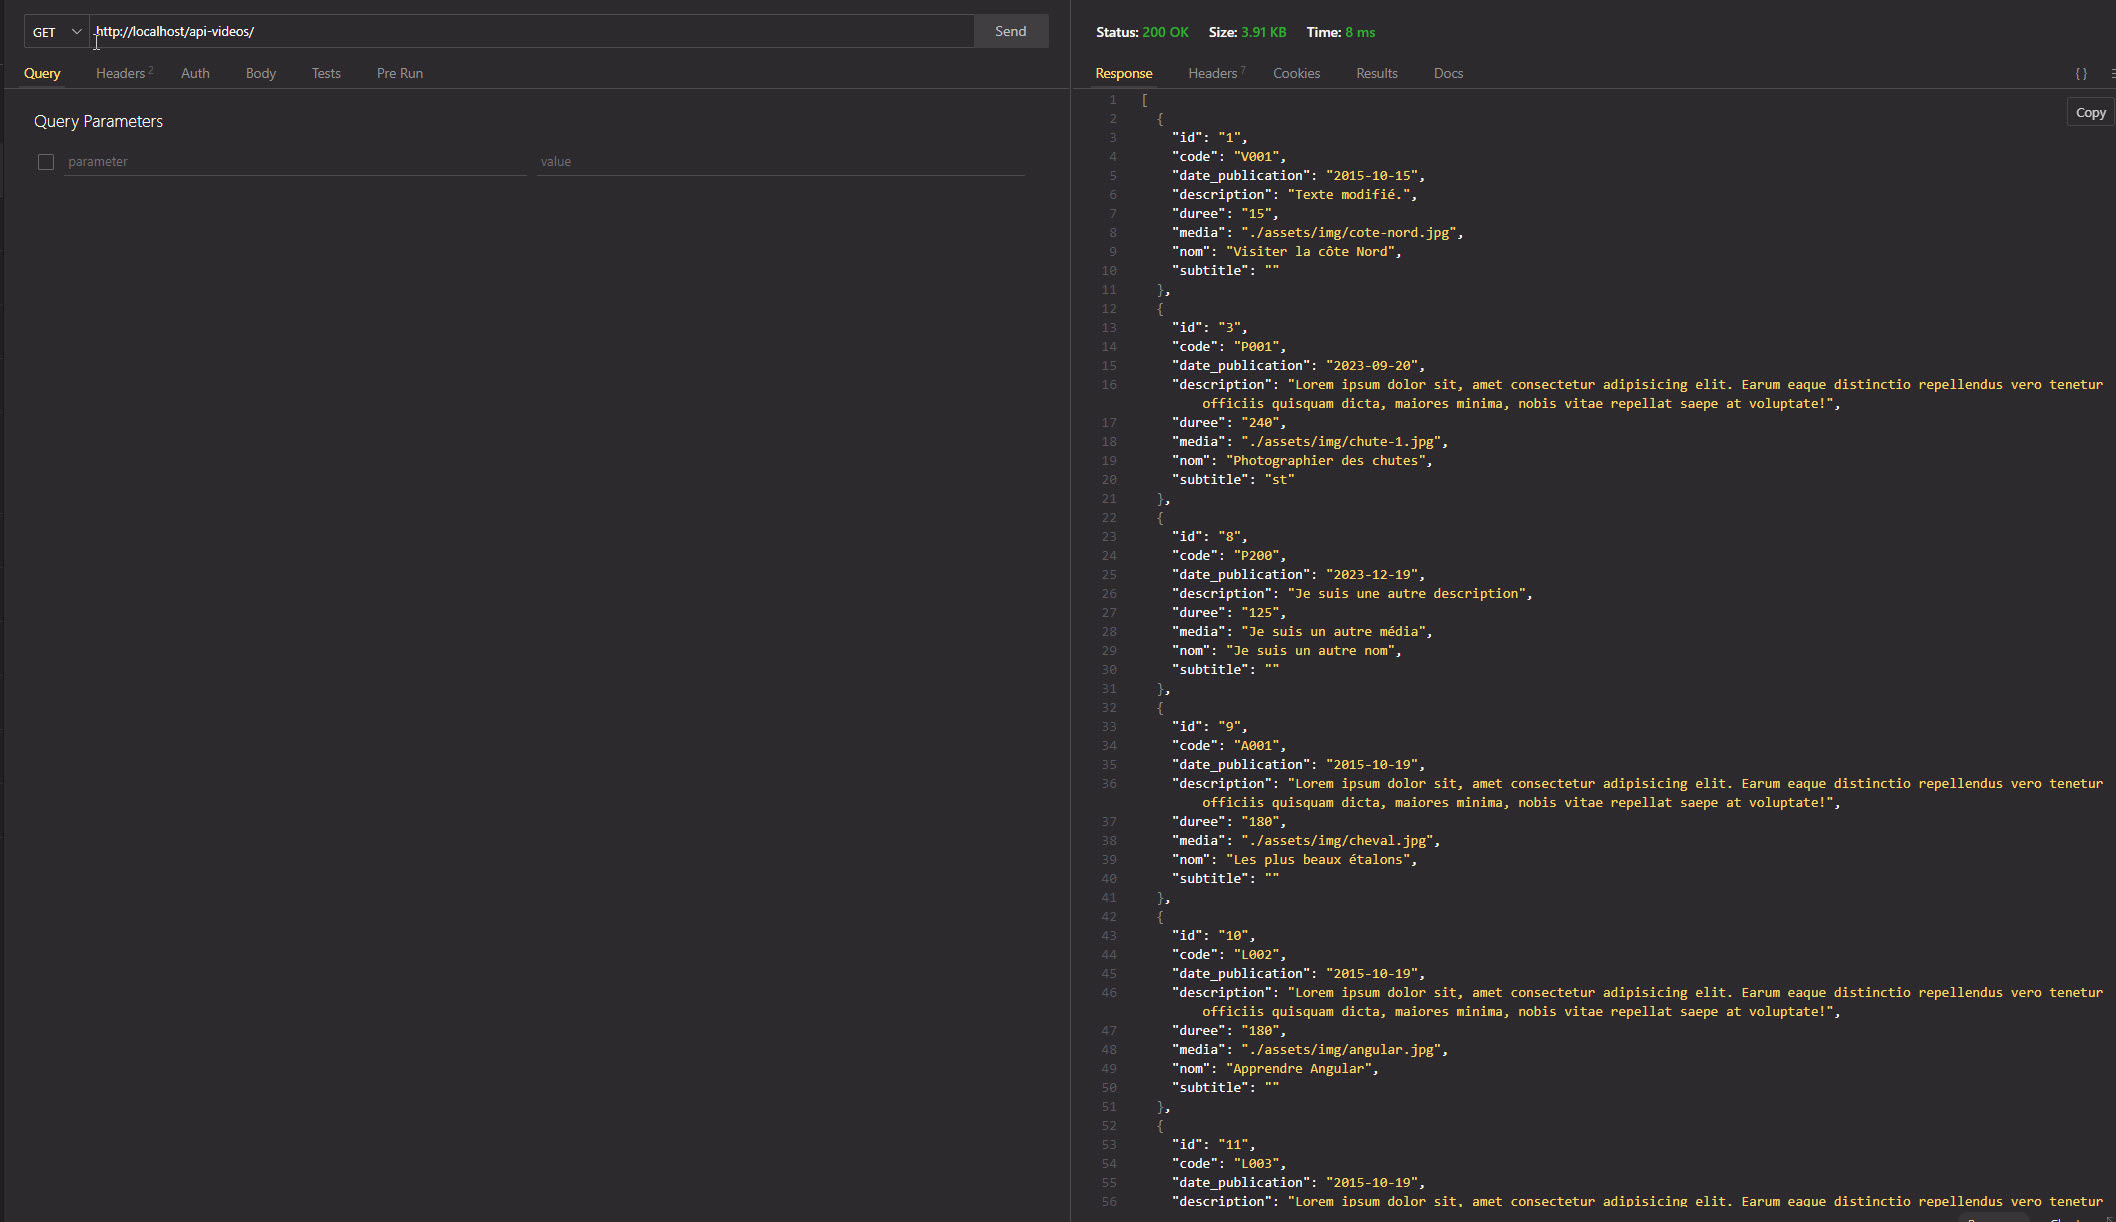 GET http://localhost/api-videos/ Send
Query Headers 2 Auth Body Tests Pre Run
Query Parameters
parameter value
Status: 200 OK Size: 3.91 KB Time: 8 ms
Response Headers 7 Cookies Results Docs { }
Copy
1 [
2 {
3 "id": "1",
4 "code": "V001",
5 "date_publication": "2015-10-15",
6 "description": "Texte modifié.",
7 "duree": "15",
8 "media": "./assets/img/cote-nord.jpg",
9 "nom": "Visiter la côte Nord",
10 "subtitle": ""
11 },
12 {
13 "id": "3",
14 "code": "P001",
15 "date_publication": "2023-09-20",
16 "description": "Lorem ipsum dolor sit, amet consectetur adipisicing elit. Earum eaque distinctio repellendus vero tenetur
officiis quisquam dicta, maiores minima, nobis vitae repellat saepe at voluptate!",
17 "duree": "240",
18 "media": "./assets/img/chute-1.jpg",
19 "nom": "Photographier des chutes",
20 "subtitle": "st"
21 },
22 {
23 "id": "8",
24 "code": "P200",
25 "date_publication": "2023-12-19",
26 "description": "Je suis une autre description",
27 "duree": "125",
28 "media": "Je suis un autre média",
29 "nom": "Je suis un autre nom",
30 "subtitle": ""
31 },
32 {
33 "id": "9",
34 "code": "A001",
35 "date_publication": "2015-10-19",
36 "description": "Lorem ipsum dolor sit, amet consectetur adipisicing elit. Earum eaque distinctio repellendus vero tenetur
officiis quisquam dicta, maiores minima, nobis vitae repellat saepe at voluptate!",
37 "duree": "180",
38 "media": "./assets/img/cheval.jpg",
39 "nom": "Les plus beaux étalons",
40 "subtitle": ""
41 },
42 {
43 "id": "10",
44 "code": "L002",
45 "date_publication": "2015-10-19",
46 "description": "Lorem ipsum dolor sit, amet consectetur adipisicing elit. Earum eaque distinctio repellendus vero tenetur
officiis quisquam dicta, maiores minima, nobis vitae repellat saepe at voluptate!",
47 "duree": "180",
48 "media": "./assets/img/angular.jpg",
49 "nom": "Apprendre Angular",
50 "subtitle": ""
51 },
52 {
53 "id": "11",
54 "code": "L003",
55 "date_publication": "2015-10-19",
56 "description": "Lorem ipsum dolor sit, amet consectetur adipisicing elit. Earum eaque distinctio repellendus vero tenetur